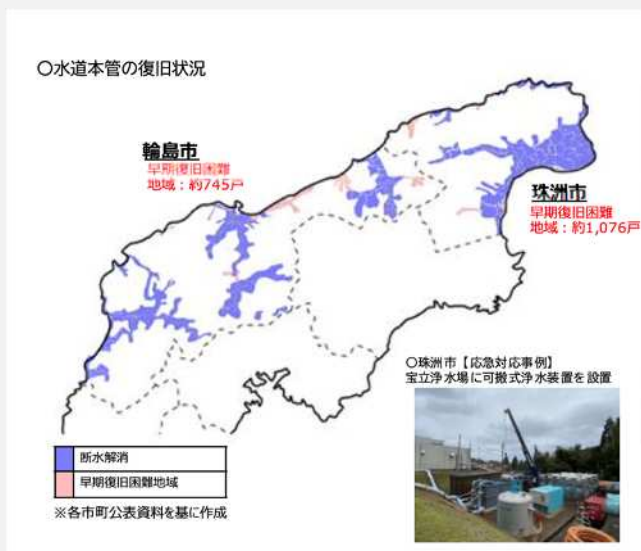 〇水道本管の復旧状況
輪島市
早期復旧困難
地域：約745戸
珠洲市
早期復旧困難
地域：約1,076戸
〇珠洲市【応急対応事例】
宝立浄水場に可搬式浄水装置を設置
断水解消
早期復旧困難地域
※各市町公表資料を基に作成